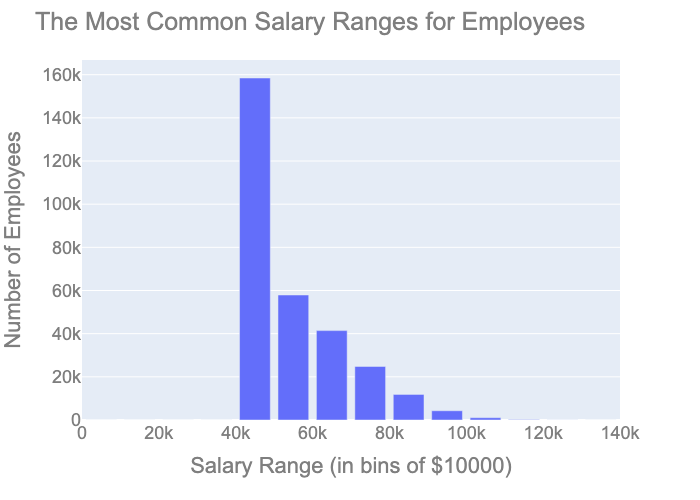 The Most Common Salary Ranges for Employees
160k
140k
120k
100k
80k
60k
40k
20k
0
Number of Employees
0 20k 40k 60k 80k 100k 120k 140k
Salary Range (in bins of $10000)